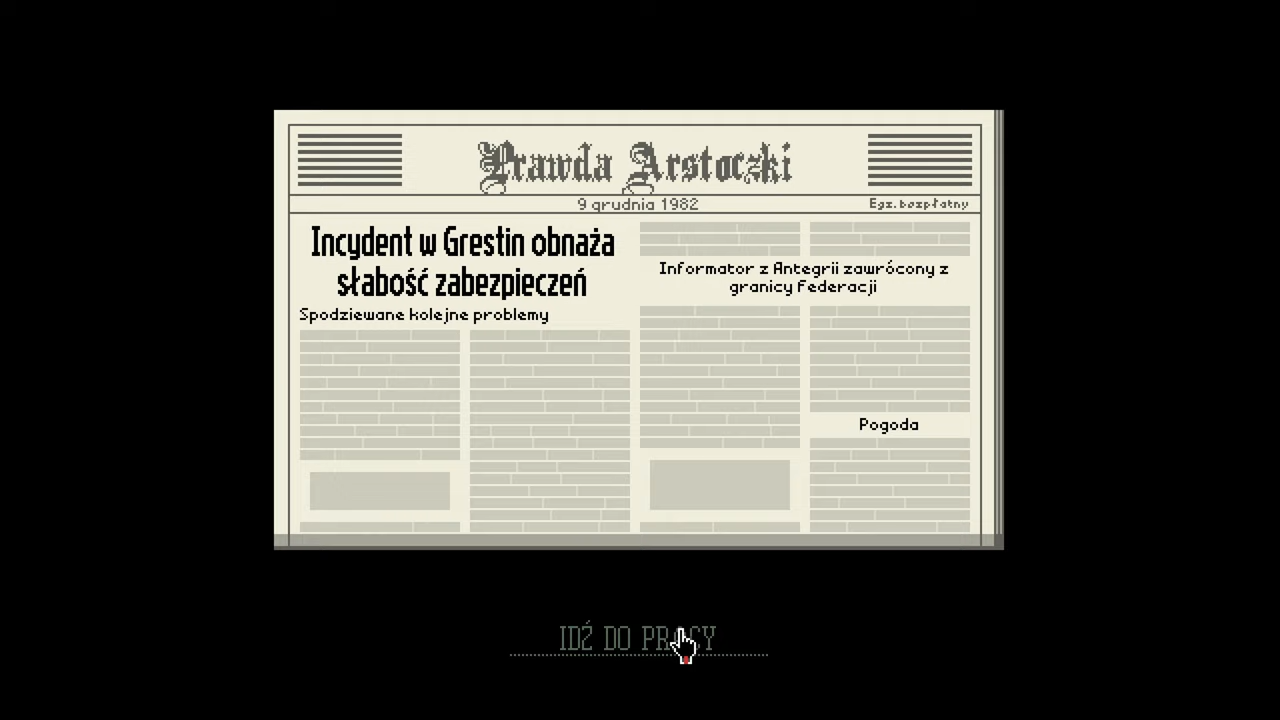 Prawda Arstoczki
9 grudnia 1982
Egz. bezpłatny
Incydent w Grestin obnaża
słabość zabezpieczeń
Spodziewane kolejne problemy
Informator z Antegrii zawrócony z
granicy Federacji
Pogoda
IDŹ DO PRACY